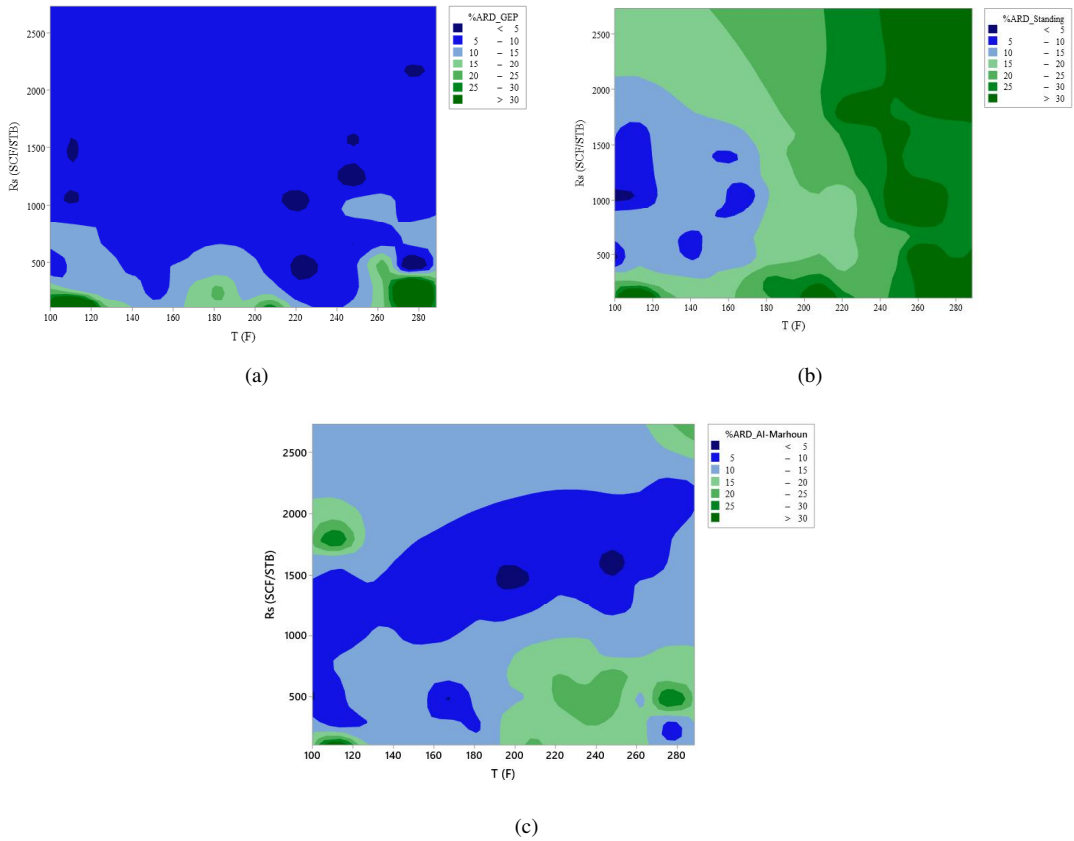 %ARD_GEP
< 5
5 – 10
10 – 15
15 – 20
20 – 25
25 – 30
> 30
2500
2000
1500
1000
500
Rs (SCF/STB)
100 120 140 160 180 200 220 240 260 280
T (F)
(a)
%ARD_Standing
< 5
5 – 10
10 – 15
15 – 20
20 – 25
25 – 30
> 30
2500
2000
1500
1000
500
Rs (SCF/STB)
100 120 140 160 180 200 220 240 260 280
T (F)
(b)
%ARD_Al-Marhoun
< 5
5 – 10
10 – 15
15 – 20
20 – 25
25 – 30
> 30
2500
2000
1500
1000
500
Rs (SCF/STB)
100 120 140 160 180 200 220 240 260 280
T (F)
(c)